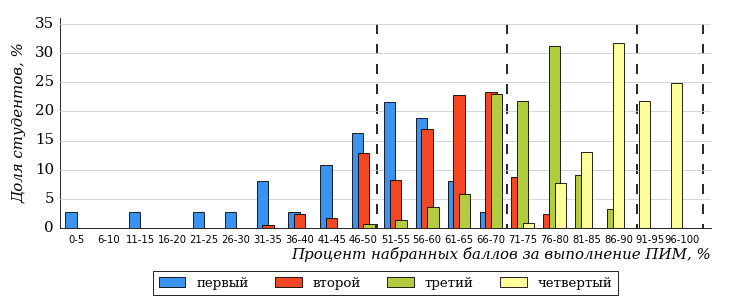 35
30
25
20
15
10
5
0
Доля студентов, %
0-5 6-10 11-15 16-20 21-25 26-30 31-35 36-40 41-45 46-50 51-55 56-60 61-65 66-70 71-75 76-80 81-85 86-90 91-95 96-100
Процент набранных баллов за выполнение ПИМ, %
первый второй третий четвертый